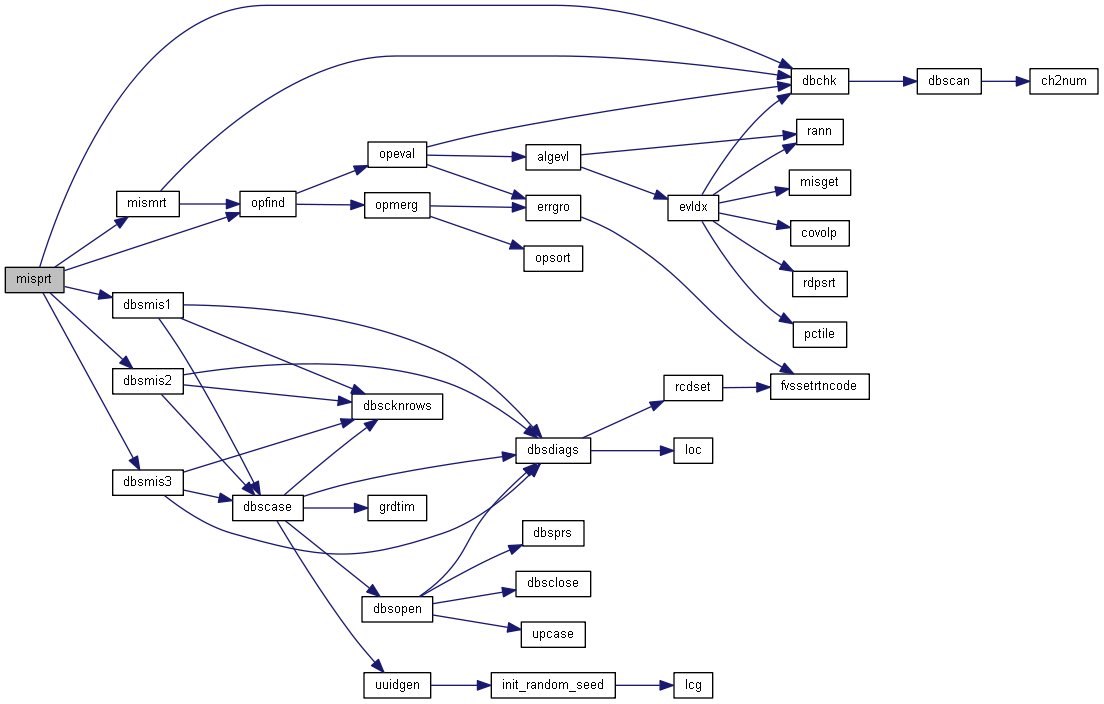 misprt
mismrt
dbsmis1
dbsmis2
dbsmis3
opfind
dbscase
opeval
opmerg
dbscknrows
grdtim
dbsopen
uuidgen
algevl
errgro
opsort
dbsdiags
dbsprs
dbsclose
upcase
init_random_seed
evldx
rcdset
loc
lcg
dbchk
rann
misget
covolp
rdpsrt
pctile
fvssetrtncode
dbscan
ch2num